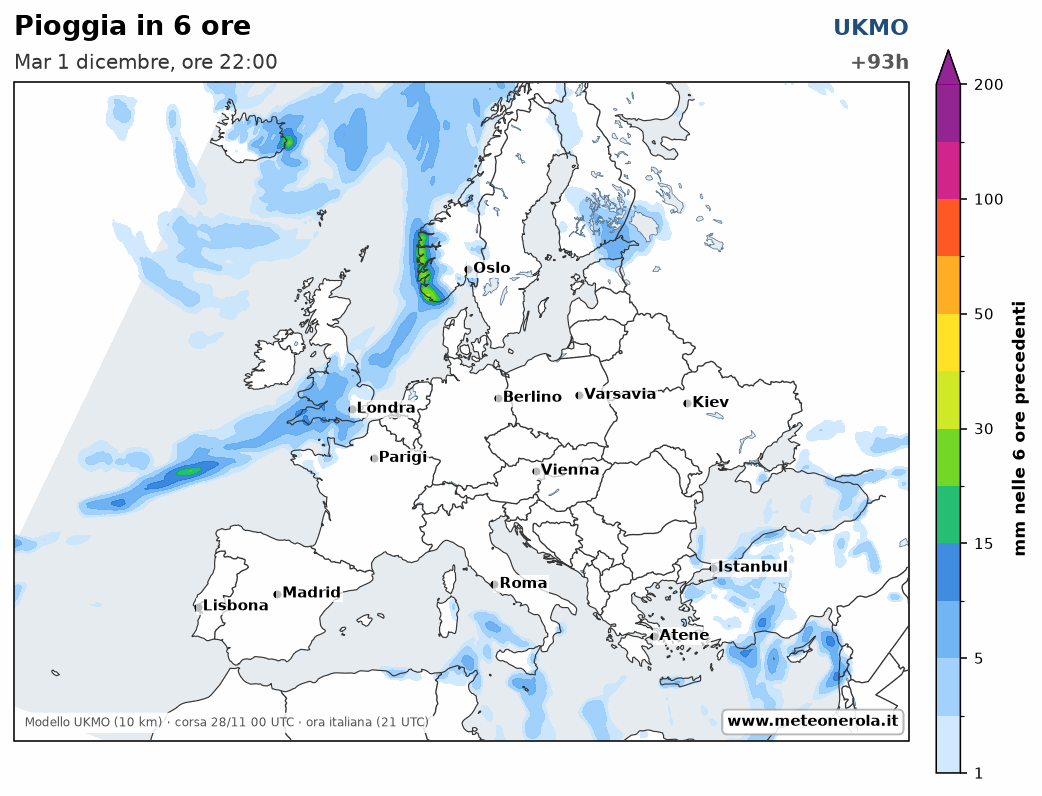 Pioggia in 6 ore
UKMO
Mar 1 dicembre, ore 22:00
+93h
200
100
50
30
15
5
1
mm nelle 6 ore precedenti
Oslo
Berlino
Varsavia
Kiev
Londra
Parigi
Vienna
Istanbul
Roma
Madrid
Lisbona
Atene
Modello UKMO (10 km) · corsa 28/11 00 UTC · ora italiana (21 UTC)
www.meteonerola.it